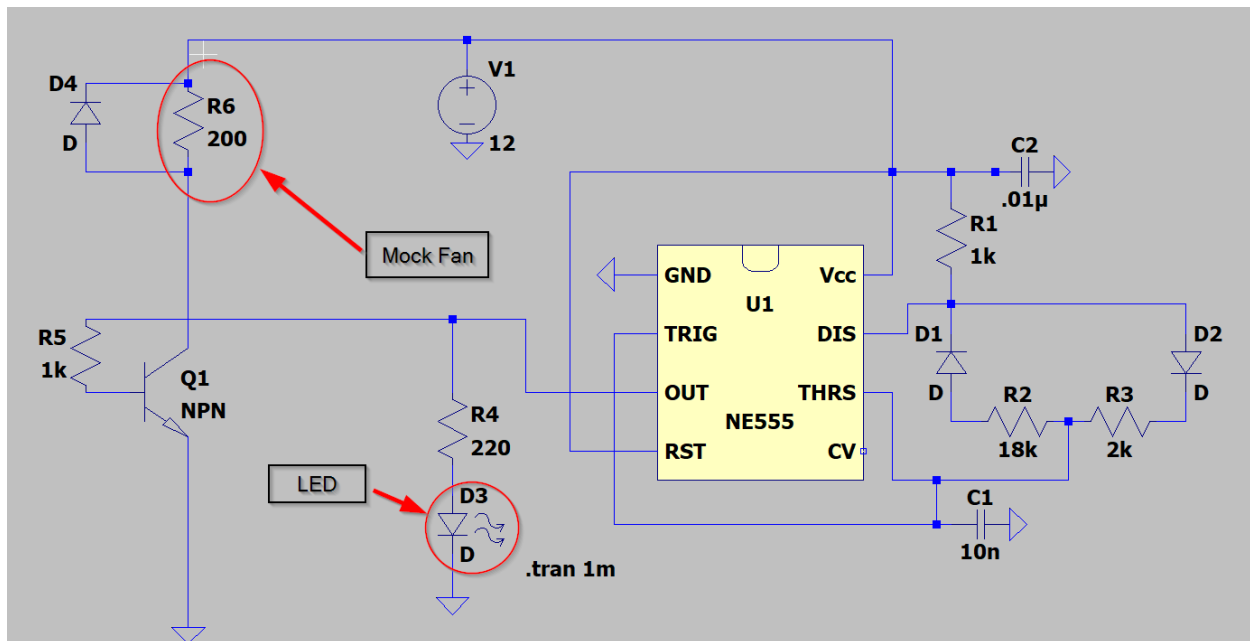 D4
D
R6
200
V1
12
Mock Fan
C2
.01µ
R1
1k
GND
Vcc
U1
TRIG
DIS
OUT
THRS
NE555
RST
CV
D1
D
D2
D
R2
18k
R3
2k
C1
10n
R5
1k
Q1
NPN
R4
220
LED
D3
D
.tran 1m